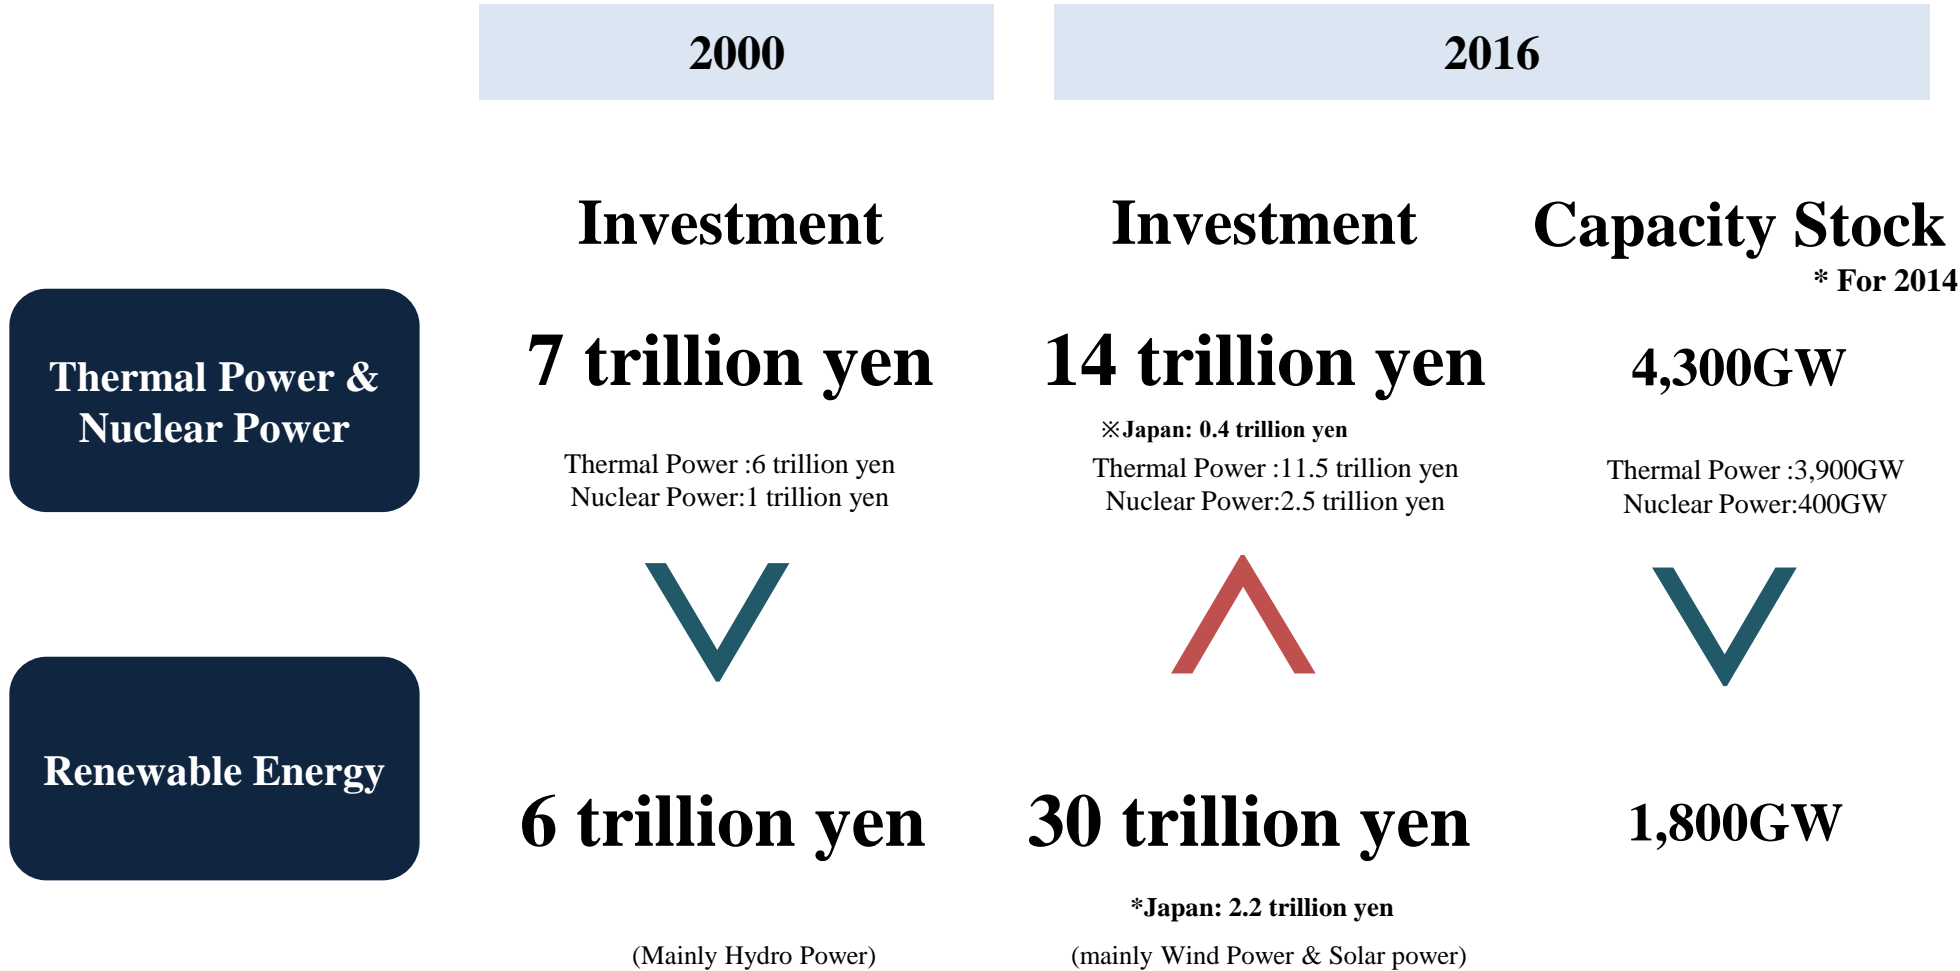 2000
2016
Investment
Investment
Capacity Stock
* For 2014
Thermal Power &
Nuclear Power
7 trillion yen
14 trillion yen
4,300GW
※Japan: 0.4 trillion yen
Thermal Power :6 trillion yen
Nuclear Power:1 trillion yen
Thermal Power :11.5 trillion yen
Nuclear Power:2.5 trillion yen
Thermal Power :3,900GW
Nuclear Power:400GW
Renewable Energy
6 trillion yen
30 trillion yen
1,800GW
*Japan: 2.2 trillion yen
(Mainly Hydro Power)
(mainly Wind Power & Solar power)